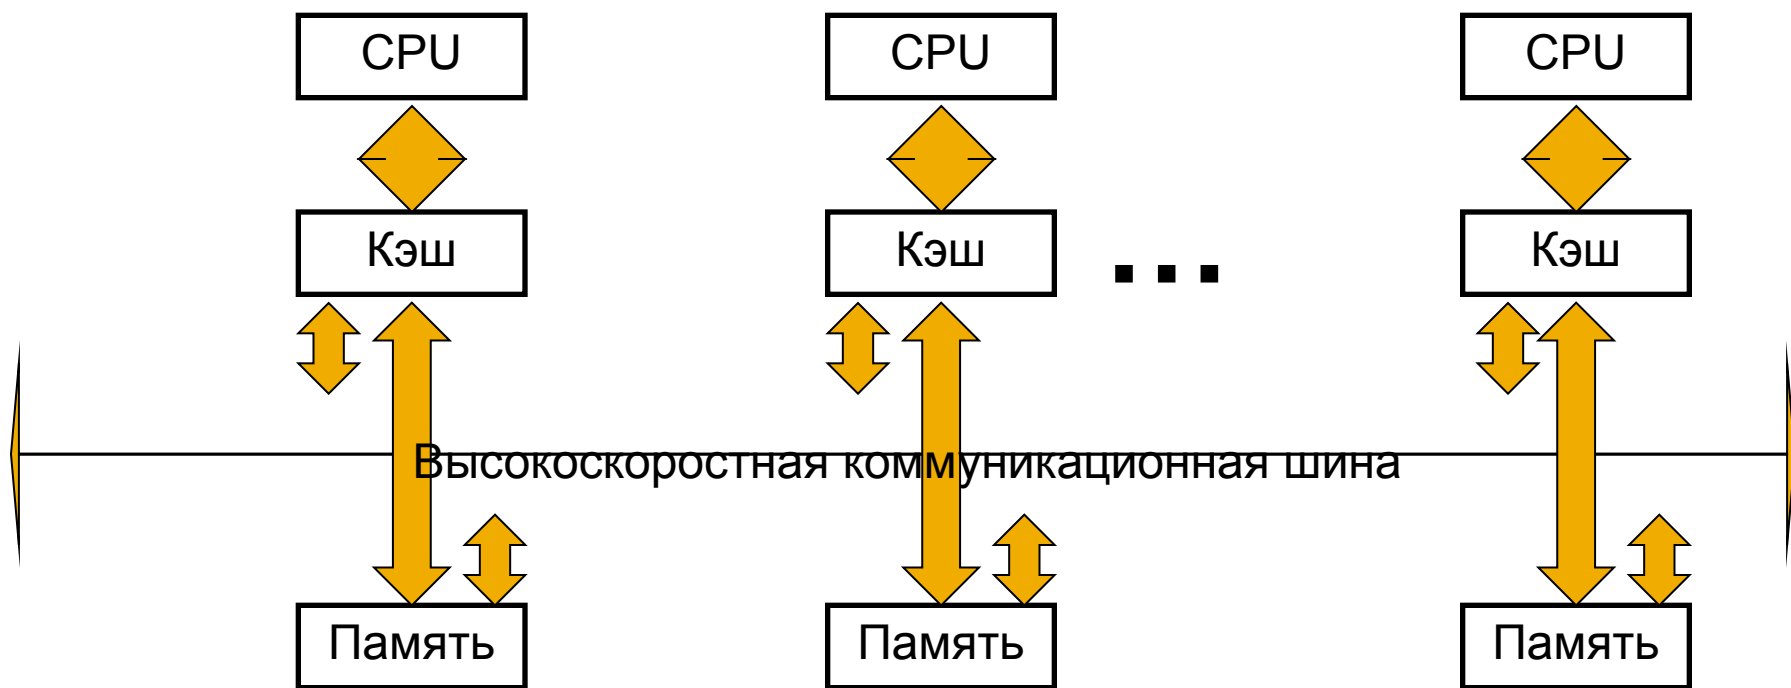 CPU CPU CPU
Кэш Кэш ... Кэш
Высокоскоростная коммуникационная шина
Память Память Память